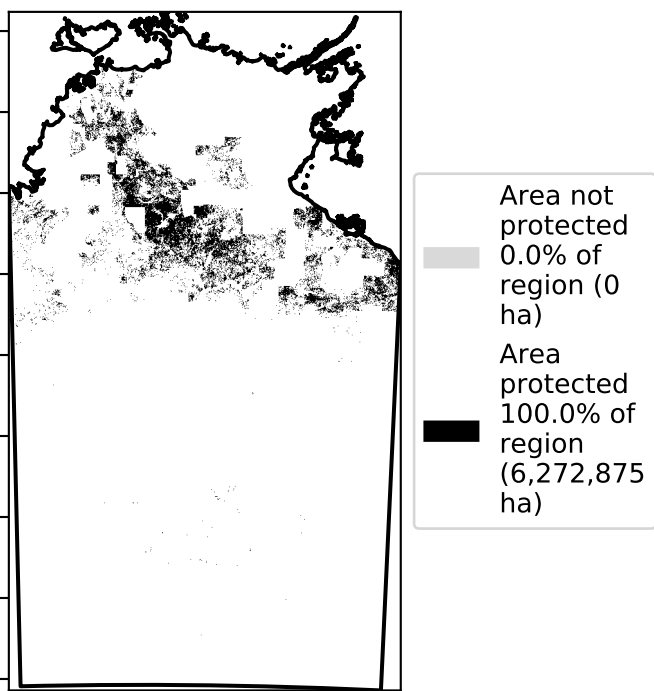 Area not
protected
0.0% of
region (0
ha)
Area
protected
100.0% of
region
(6,272,875
ha)